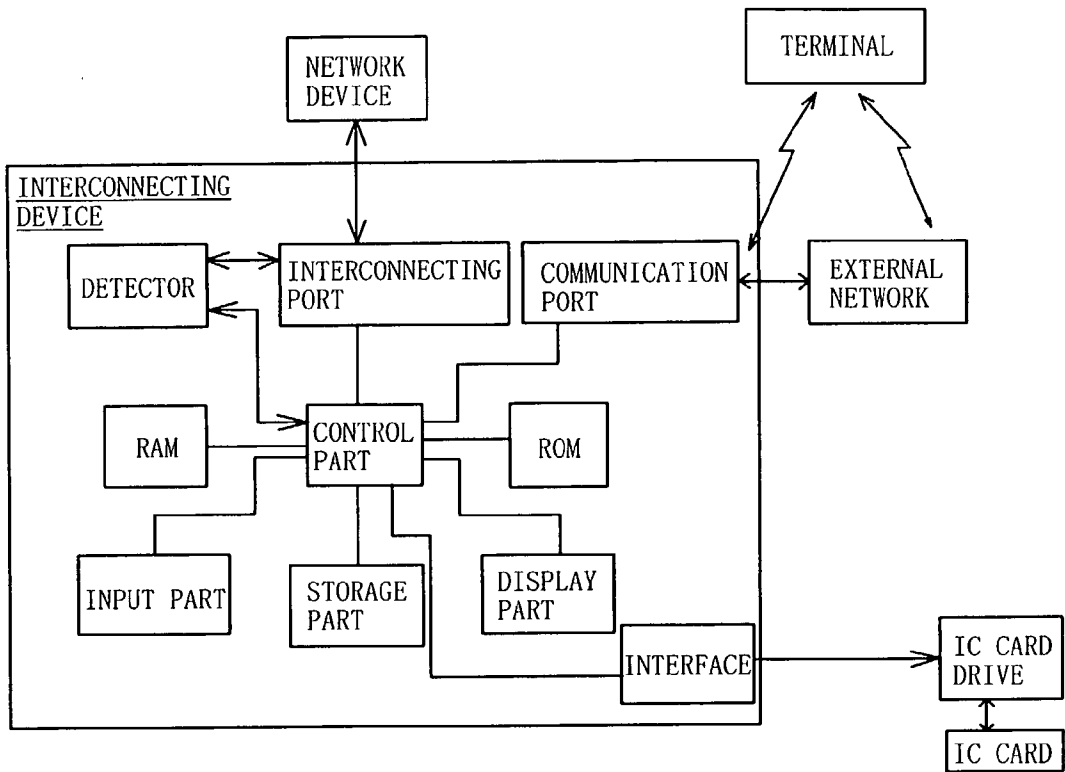 TERMINAL
NETWORK
DEVICE
INTERCONNECTING
DEVICE
DETECTOR
INTERCONNECTING
PORT
COMMUNICATION
PORT
EXTERNAL
NETWORK
RAM
CONTROL
PART
ROM
INPUT PART
STORAGE
PART
DISPLAY
PART
INTERFACE
IC CARD
DRIVE
IC CARD